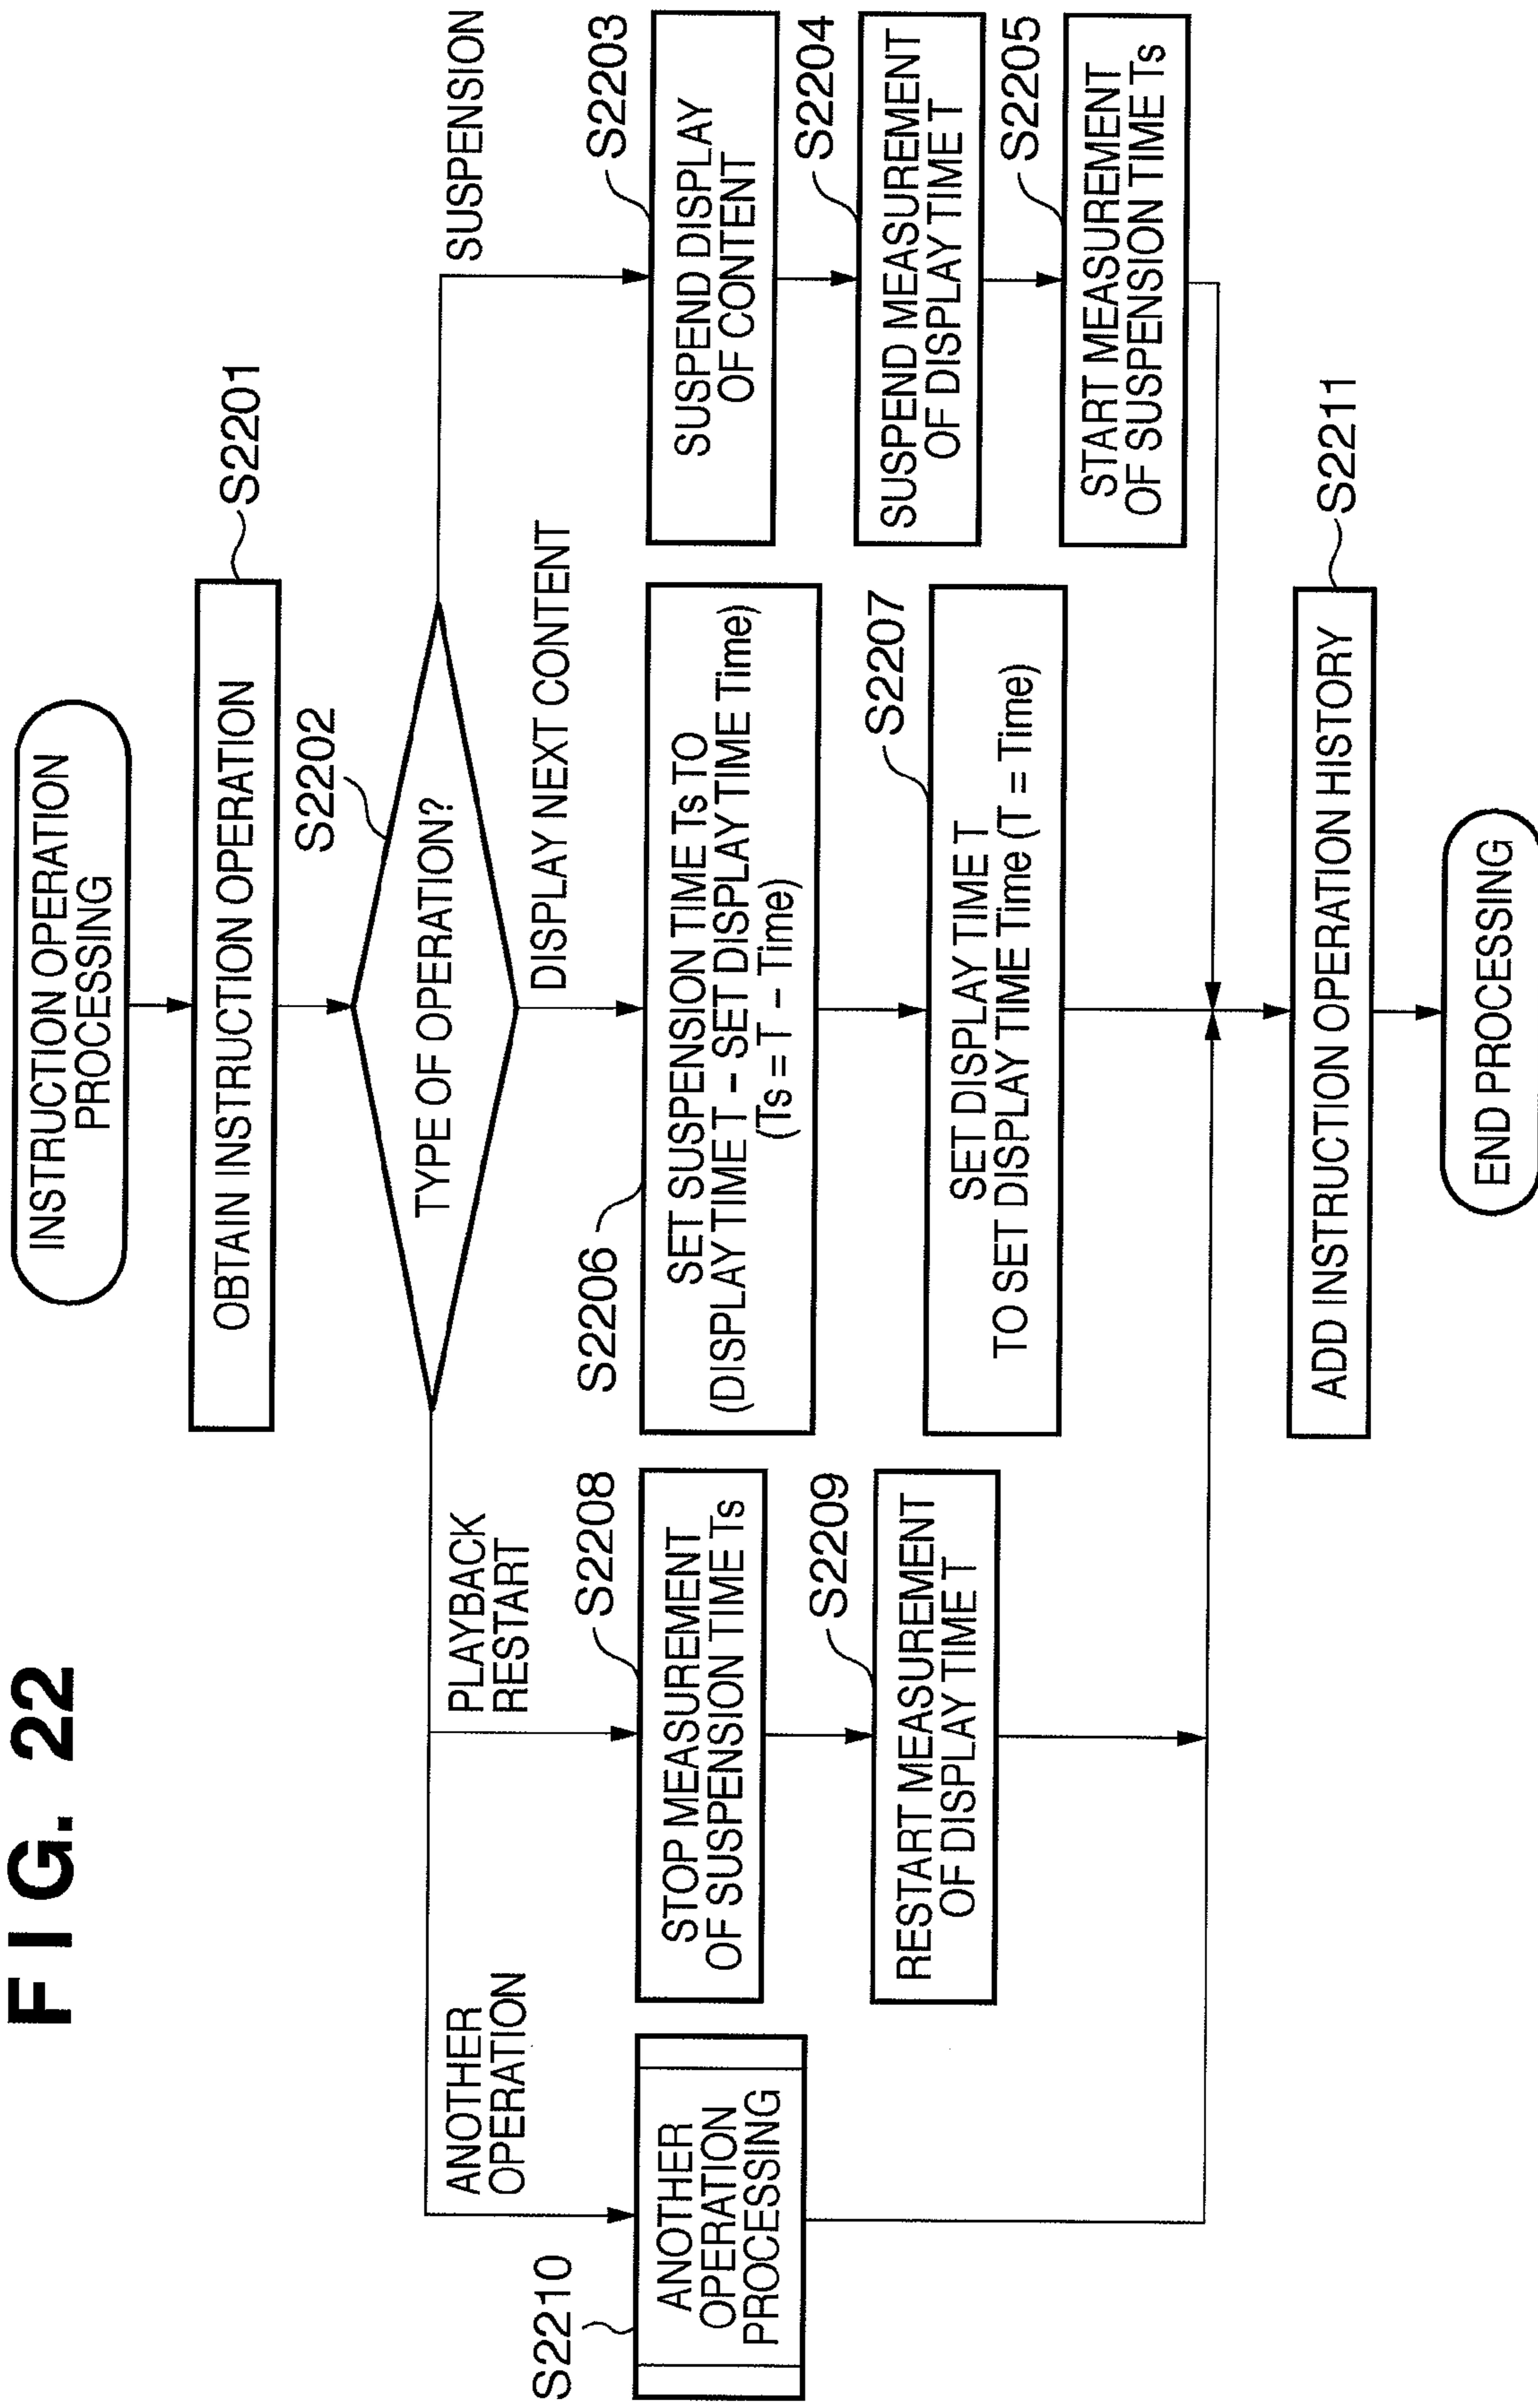 FIG. 22
INSTRUCTION OPERATION
PROCESSING
S2201
OBTAIN INSTRUCTION OPERATION
S2202
TYPE OF OPERATION?
ANOTHER
OPERATION
PLAYBACK
RESTART
DISPLAY NEXT CONTENT
SUSPENSION
S2210
ANOTHER
OPERATION
PROCESSING
S2208
STOP MEASUREMENT
OF SUSPENSION TIME Ts
S2209
RESTART MEASUREMENT
OF DISPLAY TIME T
S2206
SET SUSPENSION TIME Ts TO
(DISPLAY TIME T - SET DISPLAY TIME Time)
(Ts = T - Time)
S2207
SET DISPLAY TIME T
TO SET DISPLAY TIME Time (T = Time)
S2203
SUSPEND DISPLAY
OF CONTENT
S2204
SUSPEND MEASUREMENT
OF DISPLAY TIME T
S2205
START MEASUREMENT
OF SUSPENSION TIME Ts
S2211
ADD INSTRUCTION OPERATION HISTORY
END PROCESSING